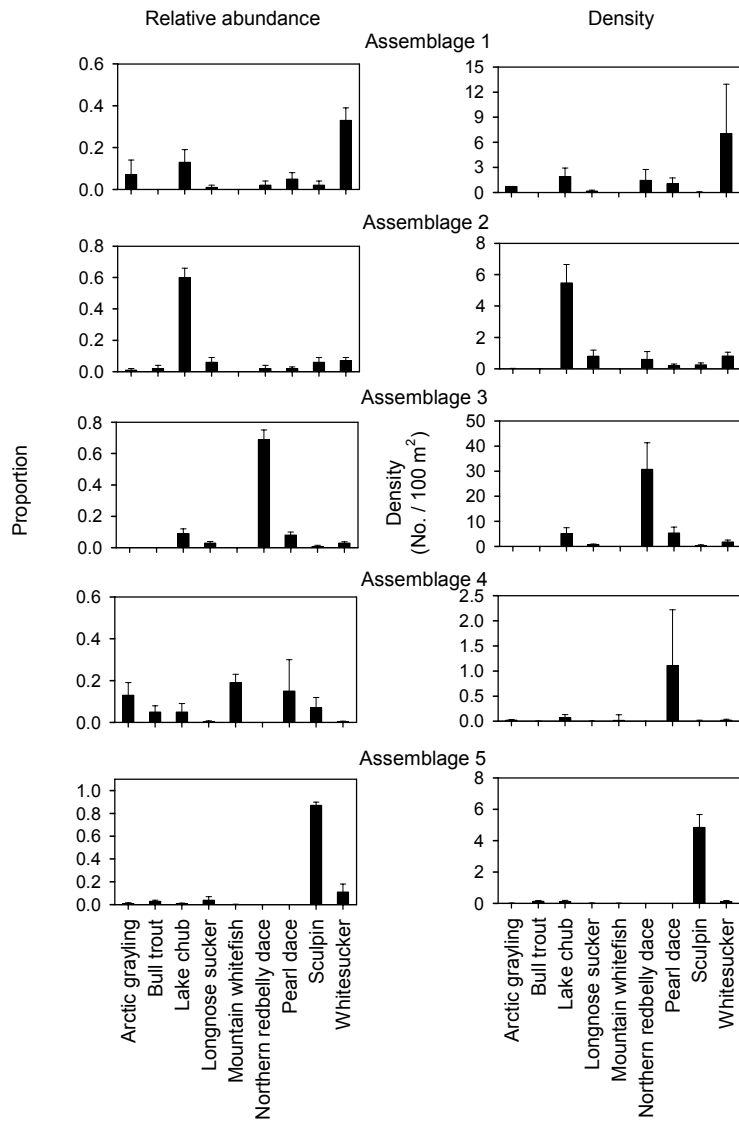 Relative abundance
Density
Assemblage 1
0.6
0.4
0.2
0.0
15
12
9
6
3
0
Assemblage 2
0.8
0.6
0.4
0.2
0.0
8
6
4
2
0
Assemblage 3
0.8
0.6
0.4
0.2
0.0
50
40
30
20
10
0
Proportion
Density
(No. / 100 m²)
Assemblage 4
0.6
0.4
0.2
0.0
2.5
2.0
1.5
1.0
0.5
0.0
Assemblage 5
1.0
0.8
0.6
0.4
0.2
0.0
8
6
4
2
0
Arctic grayling
Bull trout
Lake chub
Longnose sucker
Mountain whitefish
Northern redbelly dace
Pearl dace
Sculpin
Whitesucker
Arctic grayling
Bull trout
Lake chub
Longnose sucker
Mountain whitefish
Northern redbelly dace
Pearl dace
Sculpin
Whitesucker